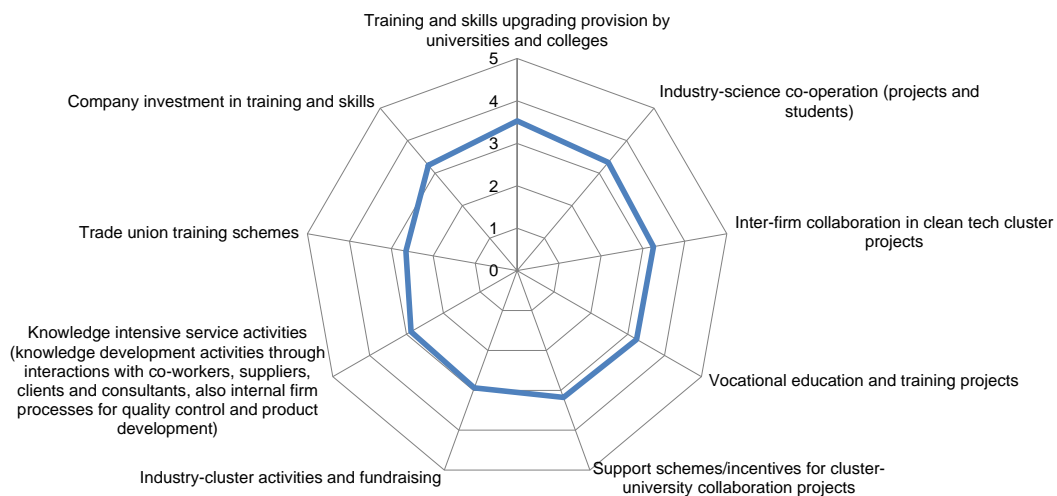 Training and skills upgrading provision by
universities and colleges
Industry-science co-operation (projects and
students)
Inter-firm collaboration in clean tech cluster
projects
Vocational education and training projects
Support schemes/incentives for cluster-
university collaboration projects
Industry-cluster activities and fundraising
Knowledge intensive service activities
(knowledge development activities through
interactions with co-workers, suppliers,
clients and consultants, also internal firm
processes for quality control and product
development)
Trade union training schemes
Company investment in training and skills
5
4
3
2
1
0